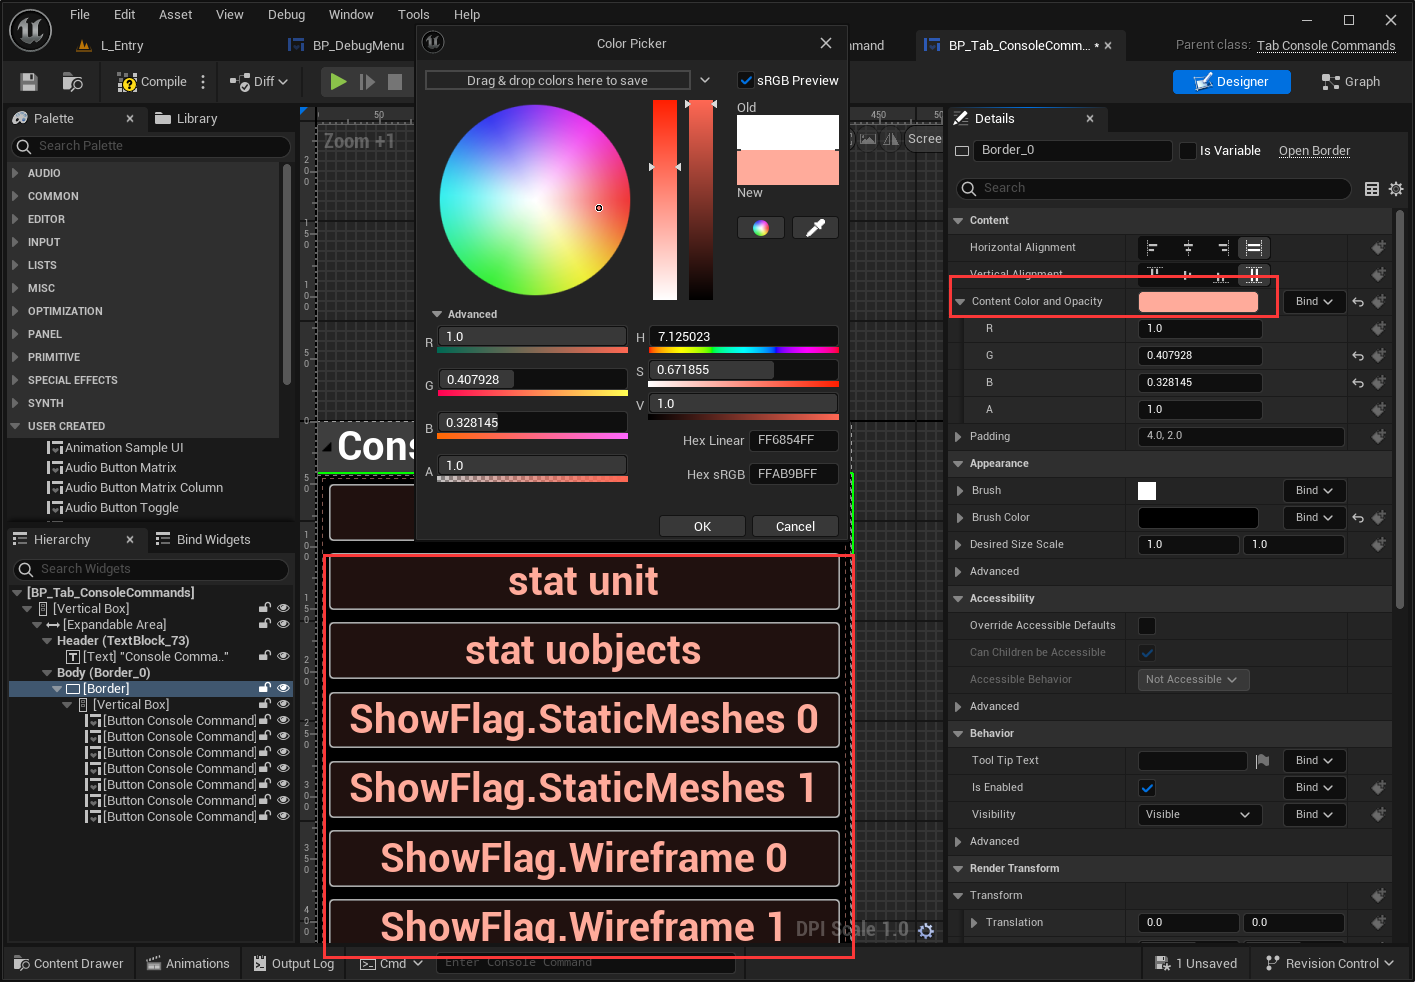 File Edit Asset View Debug Window Tools Help
L_Entry
BP_DebugMenu
mmand
BP_Tab_ConsoleComm... *
Parent class: Tab Console Commands
Compile
Diff
Designer
Graph
Palette
Library
Search Palette
AUDIO
COMMON
EDITOR
INPUT
LISTS
MISC
OPTIMIZATION
PANEL
PRIMITIVE
SPECIAL EFFECTS
SYNTH
USER CREATED
Animation Sample UI
Audio Button Matrix
Audio Button Matrix Column
Audio Button Toggle
Hierarchy
Bind Widgets
Search Widgets
[BP_Tab_ConsoleCommands]
[Vertical Box]
[Expandable Area]
Header (TextBlock_73)
[Text] "Console Comma.."
Body (Border_0)
[Border]
[Vertical Box]
[Button Console Command]
[Button Console Command]
[Button Console Command]
[Button Console Command]
[Button Console Command]
[Button Console Command]
[Button Console Command]
Color Picker
Drag & drop colors here to save
sRGB Preview
Old
New
Advanced
R 1.0
G 0.407928
B 0.328145
A 1.0
H 7.125023
S 0.671855
V 1.0
Hex Linear FF6854FF
Hex sRGB FFAB9BFF
OK
Cancel
50
450
Zoom +1
Scree
Cons
stat unit
stat uobjects
ShowFlag.StaticMeshes 0
ShowFlag.StaticMeshes 1
ShowFlag.Wireframe 0
ShowFlag.Wireframe 1
DPI Scale 1.0
Details
Border_0
Is Variable
Open Border
Search
Content
Horizontal Alignment
Vertical Alignment
Content Color and Opacity Bind
R 1.0
G 0.407928
B 0.328145
A 1.0
Padding 4.0, 2.0
Appearance
Brush Bind
Brush Color Bind
Desired Size Scale 1.0 1.0
Advanced
Accessibility
Override Accessible Defaults
Can Children be Accessible
Accessible Behavior Not Accessible
Advanced
Behavior
Tool Tip Text Bind
Is Enabled Bind
Visibility Visible Bind
Advanced
Render Transform
Transform
Translation 0.0 0.0
Content Drawer
Animations
Output Log
Cmd
Enter Console Command
1 Unsaved
Revision Control